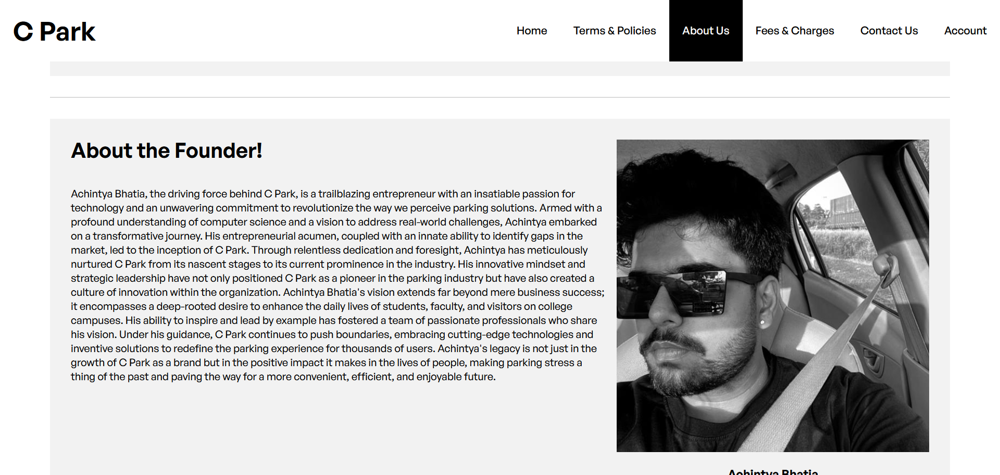 C Park
Home
Terms & Policies
About Us
Fees & Charges
Contact Us
Account
About the Founder!
Achintya Bhatia, the driving force behind C Park, is a trailblazing entrepreneur with an insatiable passion for
technology and an unwavering commitment to revolutionize the way we perceive parking solutions. Armed with a
profound understanding of computer science and a vision to address real-world challenges, Achintya embarked
on a transformative journey. His entrepreneurial acumen, coupled with an innate ability to identify gaps in the
market, led to the inception of C Park. Through relentless dedication and foresight, Achintya has meticulously
nurtured C Park from its nascent stages to its current prominence in the industry. His innovative mindset and
strategic leadership have not only positioned C Park as a pioneer in the parking industry but have also created a
culture of innovation within the organization. Achintya Bhatia's vision extends far beyond mere business success;
it encompasses a deep-rooted desire to enhance the daily lives of students, faculty, and visitors on college
campuses. His ability to inspire and lead by example has fostered a team of passionate professionals who share
his vision. Under his guidance, C Park continues to push boundaries, embracing cutting-edge technologies and
inventive solutions to redefine the parking experience for thousands of users. Achintya's legacy is not just in the
growth of C Park as a brand but in the positive impact it makes in the lives of people, making parking stress a
thing of the past and paving the way for a more convenient, efficient, and enjoyable future.
Achintya Bhatia